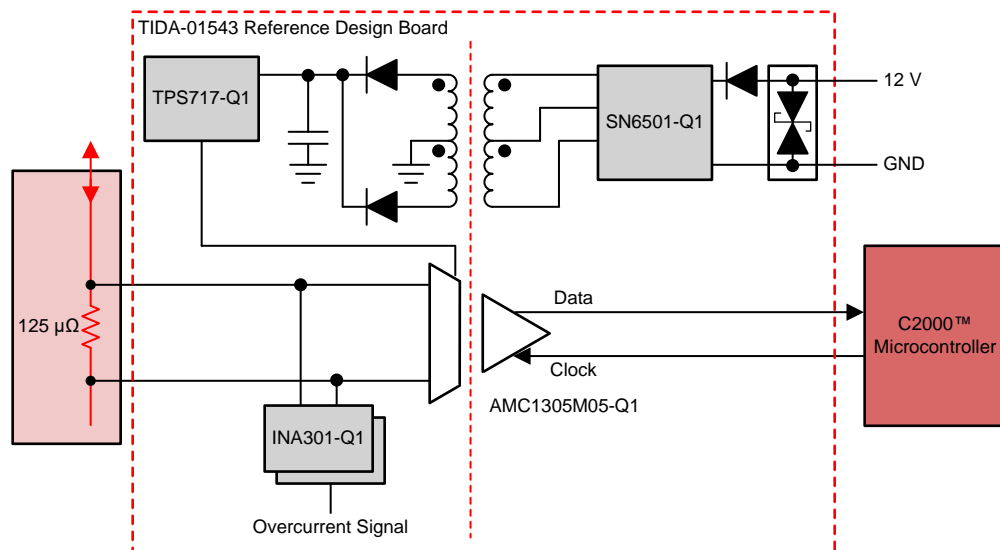 TIDA-01543 Reference Design Board
TPS717-Q1
SN6501-Q1
12 V
GND
125 µΩ
Data
Clock
C2000™
Microcontroller
AMC1305M05-Q1
INA301-Q1
Overcurrent Signal